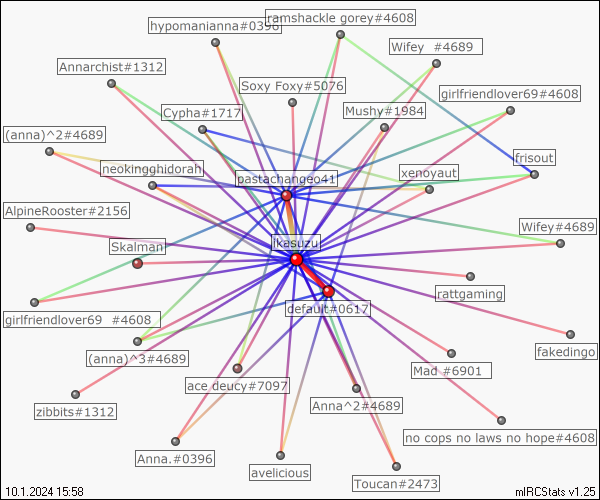 hypomanianna#0396
ramshackle gorey#4608
Wifey #4689
Annarchist#1312
Soxy Foxy#5076
girlfriendlover69#4608
Cypha#1717
Mushy#1984
(anna)^2#4689
frisout
neokingghidorah
pastachangeo41
xenoyaut
AlpineRooster#2156
Wifey#4689
Skalman
ikasuzu
rattgaming
default#0617
girlfriendlover69 #4608
fakedingo
(anna)^3#4689
Mad #6901
ace deucy#7097
zibbits#1312
Anna^2#4689
no cops no laws no hope#4608
Anna.#0396
avelicious
Toucan#2473
10.1.2024 15:58
mIRCStats v1.25